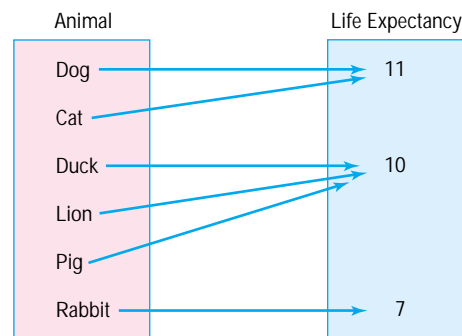 Animal Life Expectancy
Dog 11
Cat
Duck 10
Lion
Pig
Rabbit 7